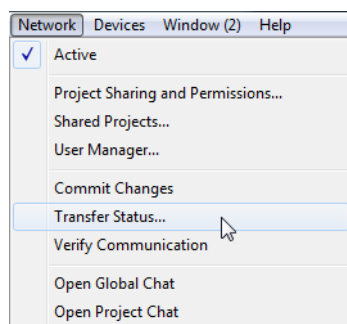 Network Devices Window (2) Help
Active
Project Sharing and Permissions...
Shared Projects...
User Manager...
Commit Changes
Transfer Status...
Verify Communication
Open Global Chat
Open Project Chat